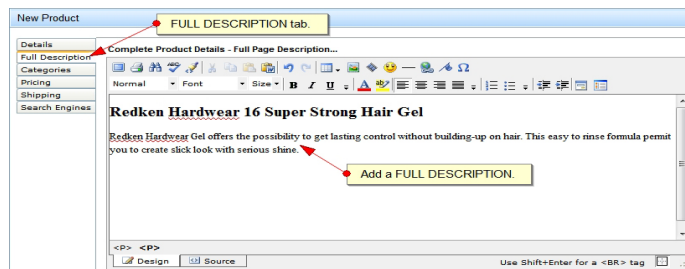 New Product
FULL DESCRIPTION tab.
Details
Full Description
Categories
Pricing
Shipping
Search Engines
Complete Product Details - Full Page Description...
Normal Font Size B I U
Redken Hardwear 16 Super Strong Hair Gel
Redken Hardwear Gel offers the possibility to get lasting control without building-up on hair. This easy to rinse formula permit
you to create slick look with serious shine.
Add a FULL DESCRIPTION.
<P> <P>
Design Source
Use Shift+Enter for a <BR> tag